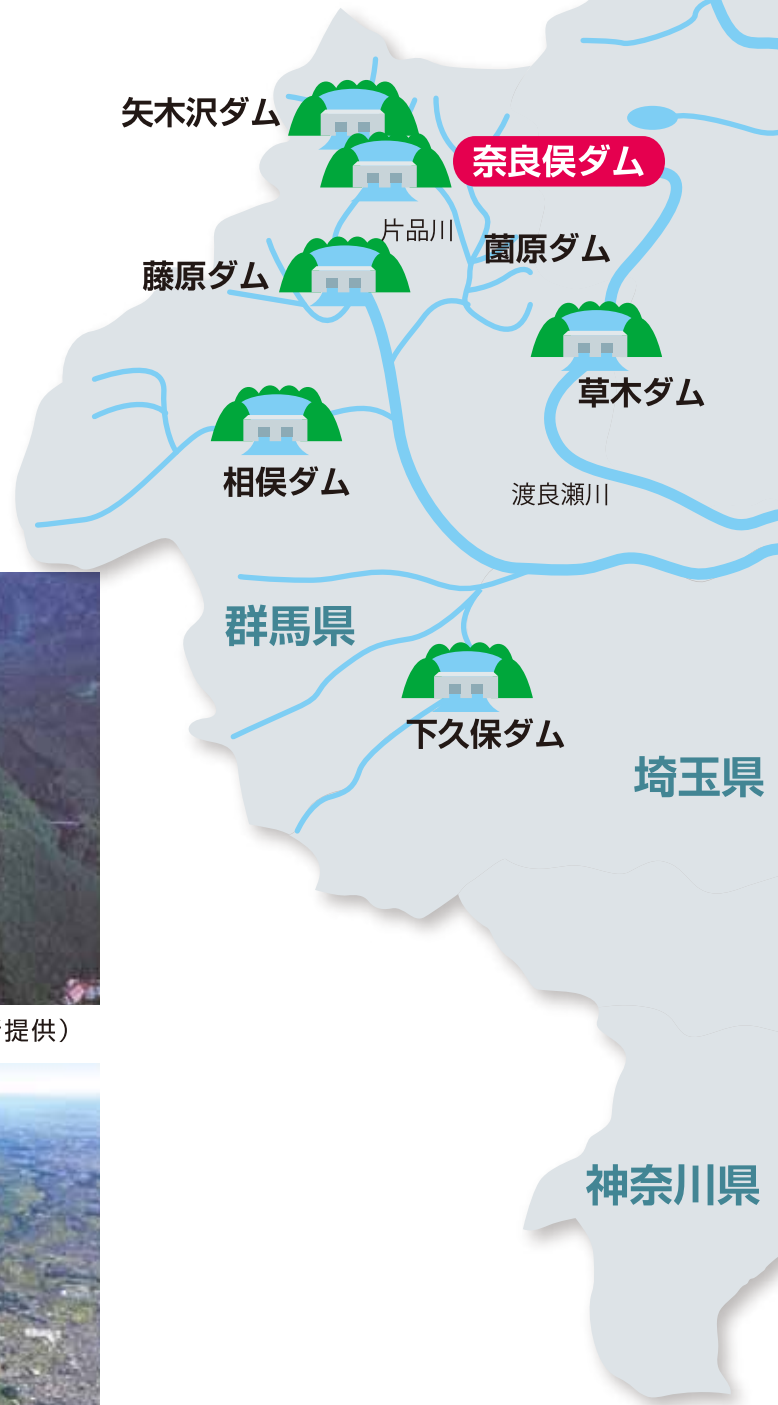 矢木沢ダム
奈良俣ダム
片品川
薗原ダム
藤原ダム
草木ダム
相俣ダム
渡良瀬川
群馬県
下久保ダム
埼玉県
提供）
神奈川県